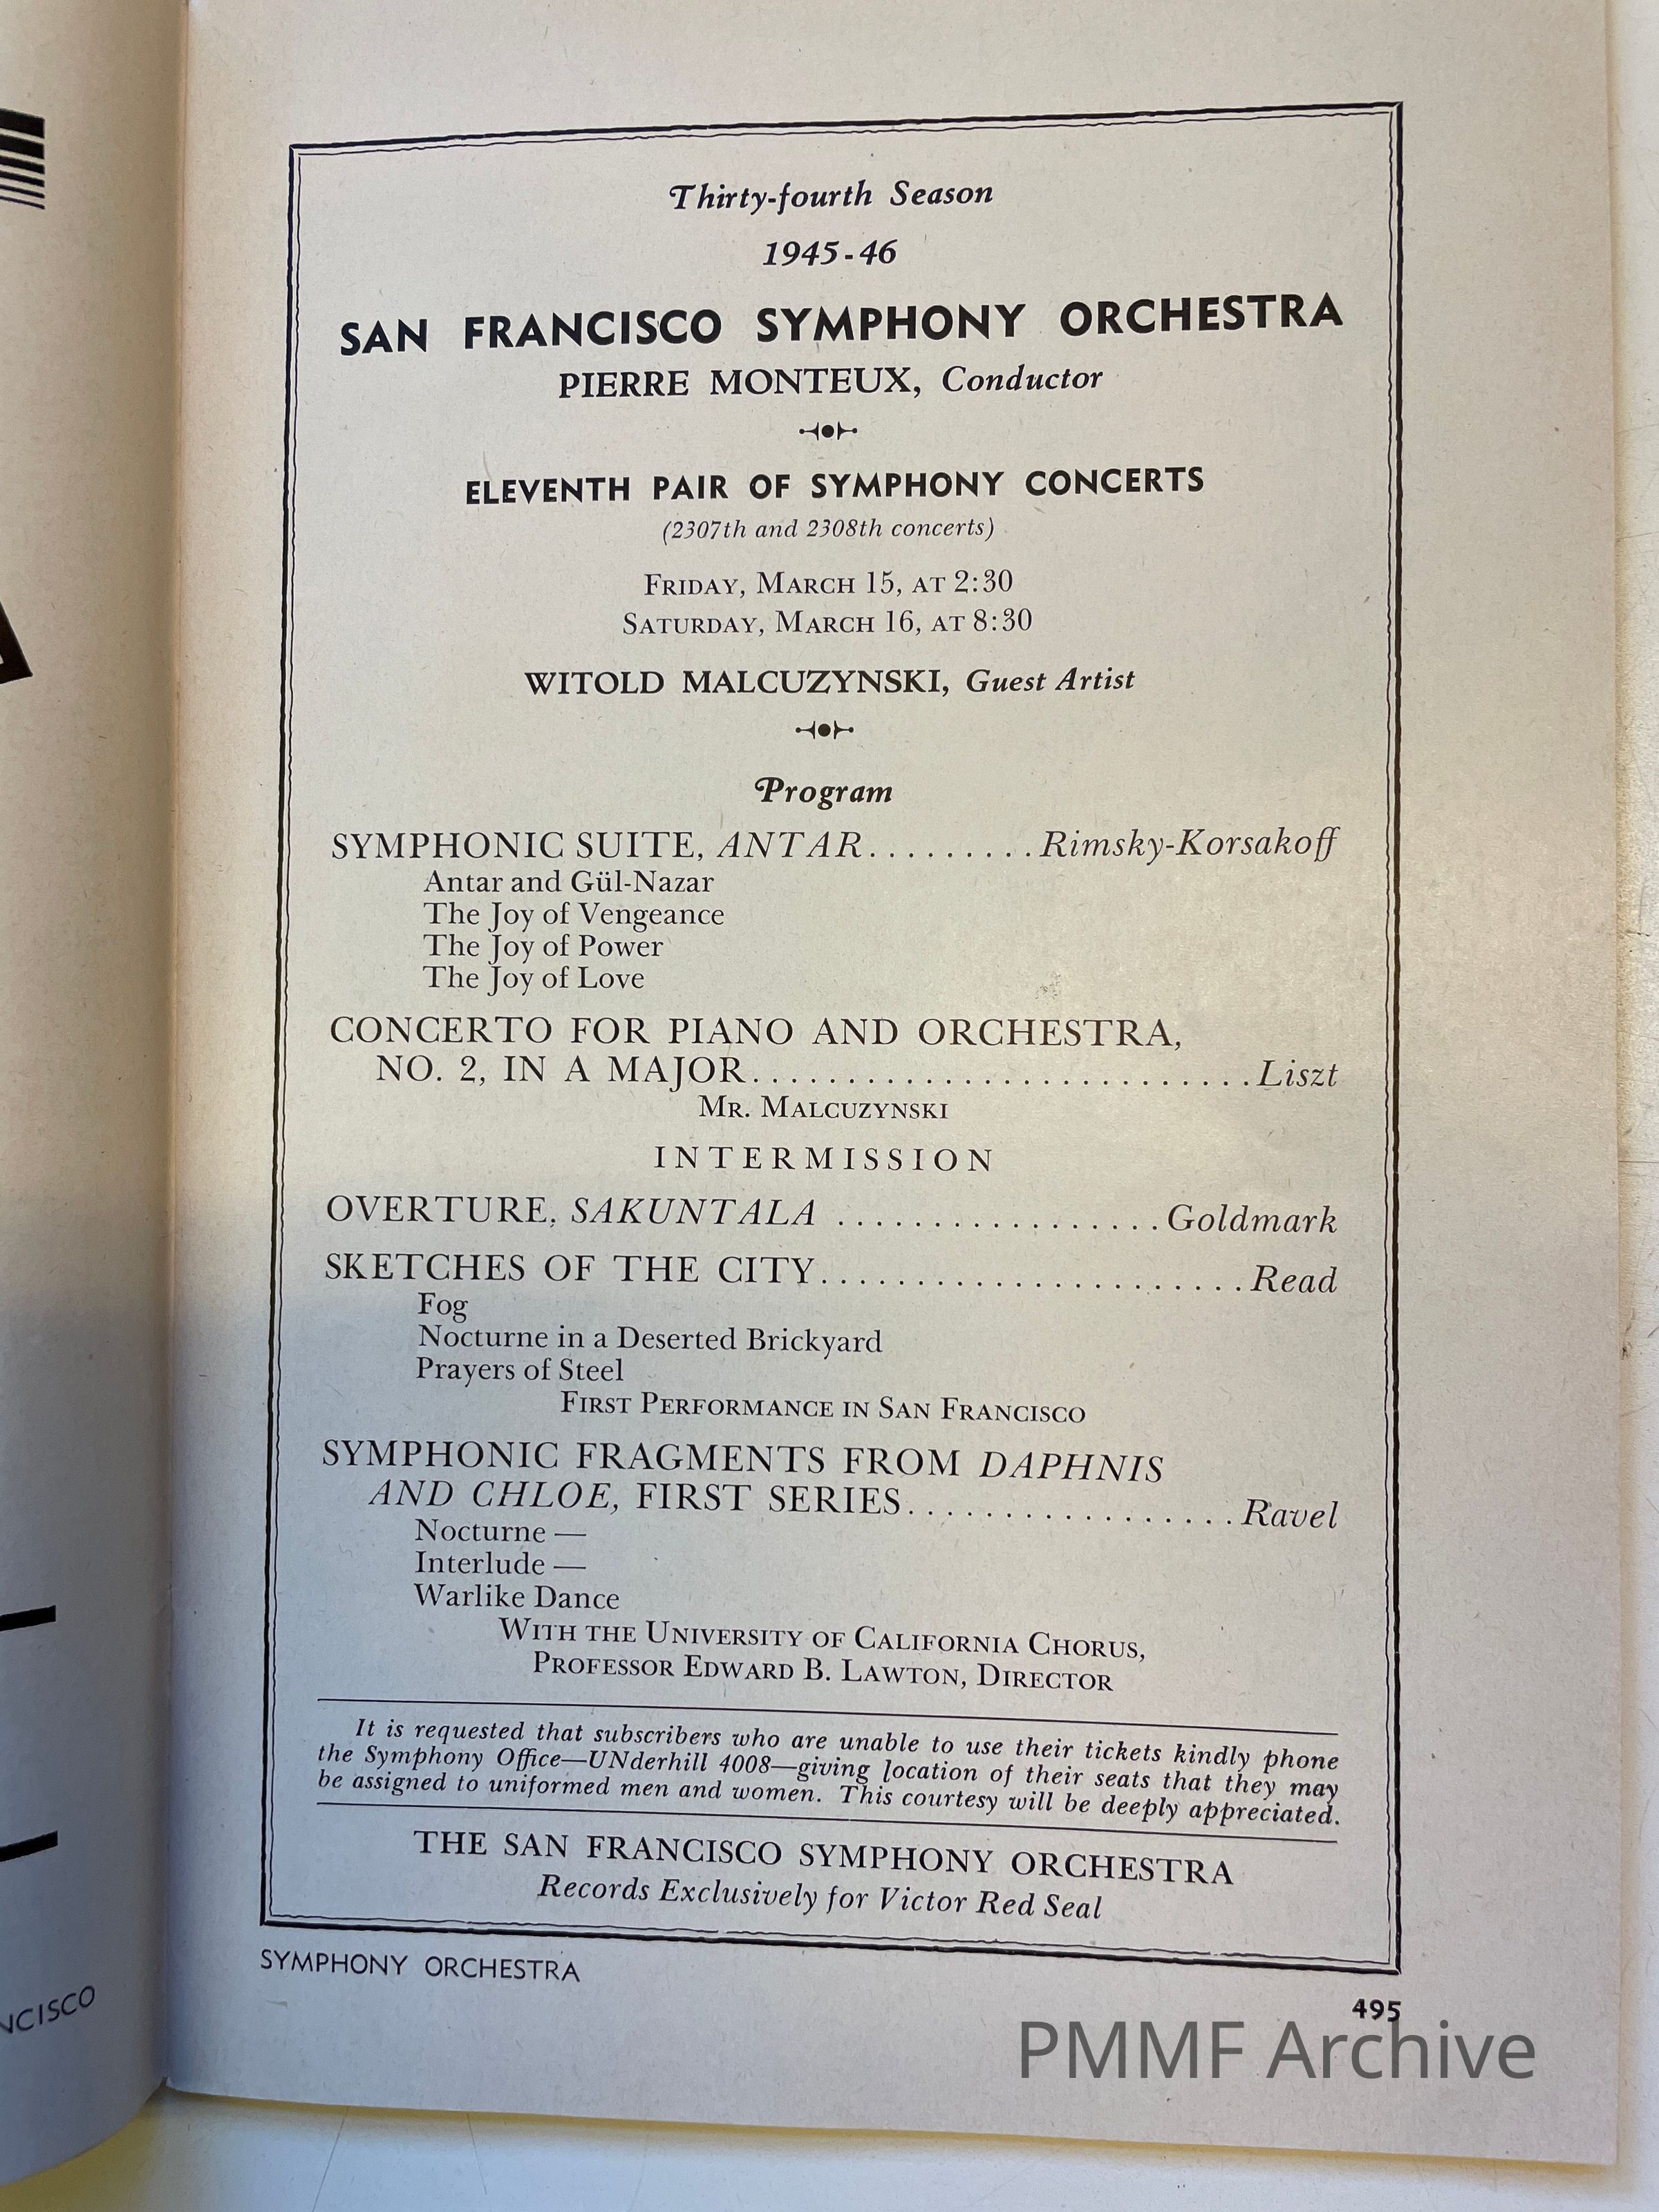 Thirty-fourth Season
1945-46
SAN FRANCISCO SYMPHONY ORCHESTRA
PIERRE MONTEUX, Conductor
ELEVENTH PAIR OF SYMPHONY CONCERTS
(2307th and 2308th concerts)
FRIDAY, MARCH 15, AT 2:30
SATURDAY, MARCH 16, AT 8:30
WITOLD MALCUZYNSKI, Guest Artist
Program
SYMPHONIC SUITE, ANTAR.........Rimsky-Korsakoff
Antar and Gül-Nazar
The Joy of Vengeance
The Joy of Power
The Joy of Love
CONCERTO FOR PIANO AND ORCHESTRA,
NO. 2, IN A MAJOR...........................Liszt
MR. MALCUZYNSKI
INTERMISSION
OVERTURE, SAKUNTALA .................Goldmark
SKETCHES OF THE CITY.......................Read
Fog
Nocturne in a Deserted Brickyard
Prayers of Steel
FIRST PERFORMANCE IN SAN FRANCISCO
SYMPHONIC FRAGMENTS FROM DAPHNIS
AND CHLOE, FIRST SERIES.................Ravel
Nocturne —
Interlude —
Warlike Dance
WITH THE UNIVERSITY OF CALIFORNIA CHORUS,
PROFESSOR EDWARD B. LAWTON, DIRECTOR
It is requested that subscribers who are unable to use their tickets kindly phone
the Symphony Office—UNderhill 4008—giving location of their seats that they may
be assigned to uniformed men and women. This courtesy will be deeply appreciated.
THE SAN FRANCISCO SYMPHONY ORCHESTRA
Records Exclusively for Victor Red Seal
SYMPHONY ORCHESTRA
495
NCISCO
PMMF Archive